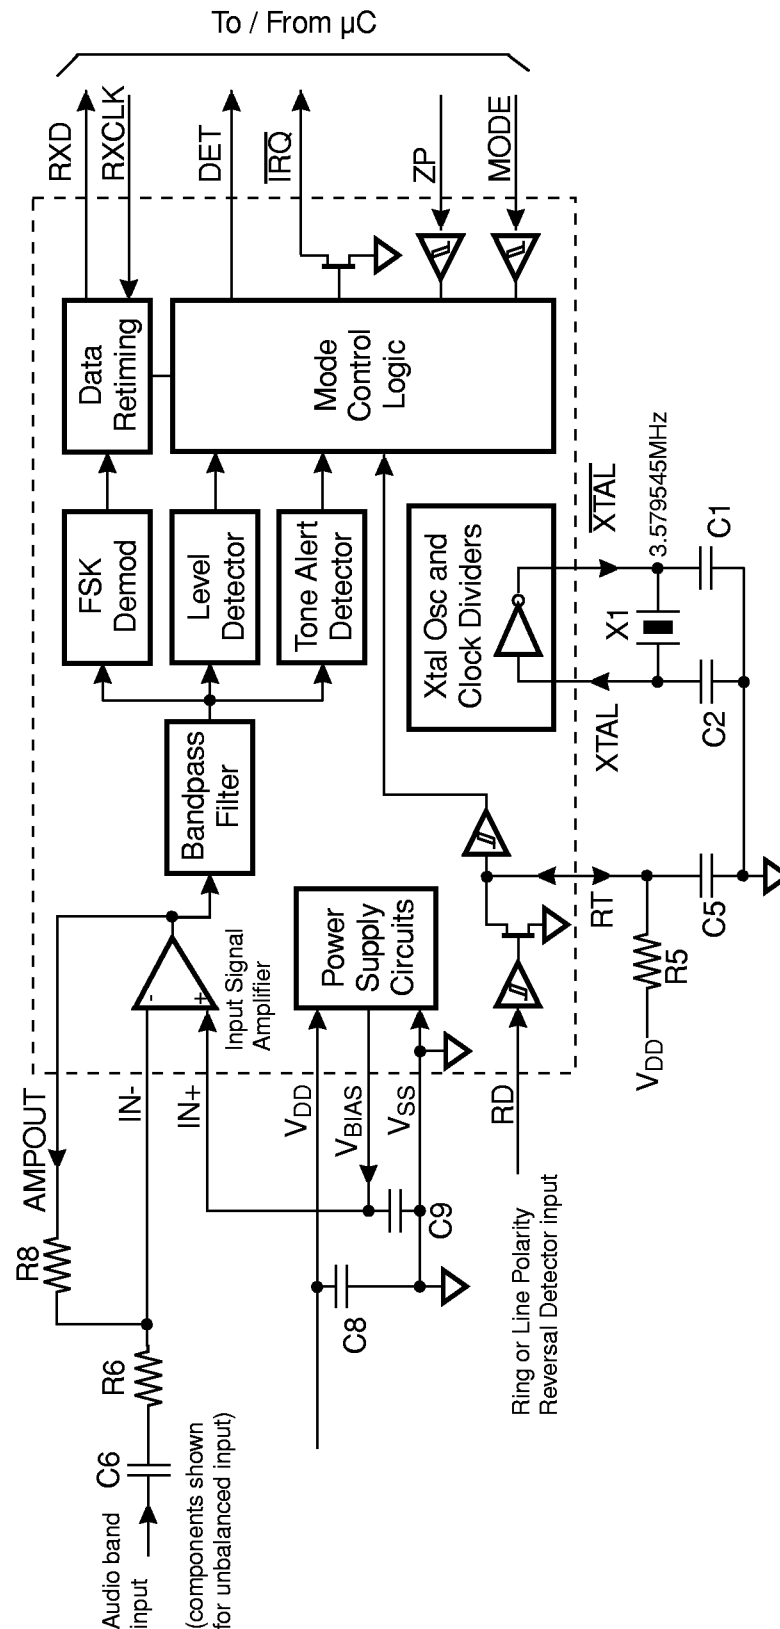 To / From µC
RXD
RXCLK
DET
IRQ
ZP
MODE
Data
Retiming
Mode
Control
Logic
FSK
Demod
Level
Detector
Tone Alert
Detector
Xtal Osc and
Clock Dividers
XTAL
3.579545MHz
X1
C1
XTAL
C2
Bandpass
Filter
Input Signal
Amplifier
-
+
Power
Supply
Circuits
RT
C5
R5
VDD
AMPOUT
IN-
IN+
VDD
VBIAS
VSS
RD
R8
C9
C8
R6
C6
Ring or Line Polarity
Reversal Detector input
Audio band
input
(components shown
for unbalanced input)